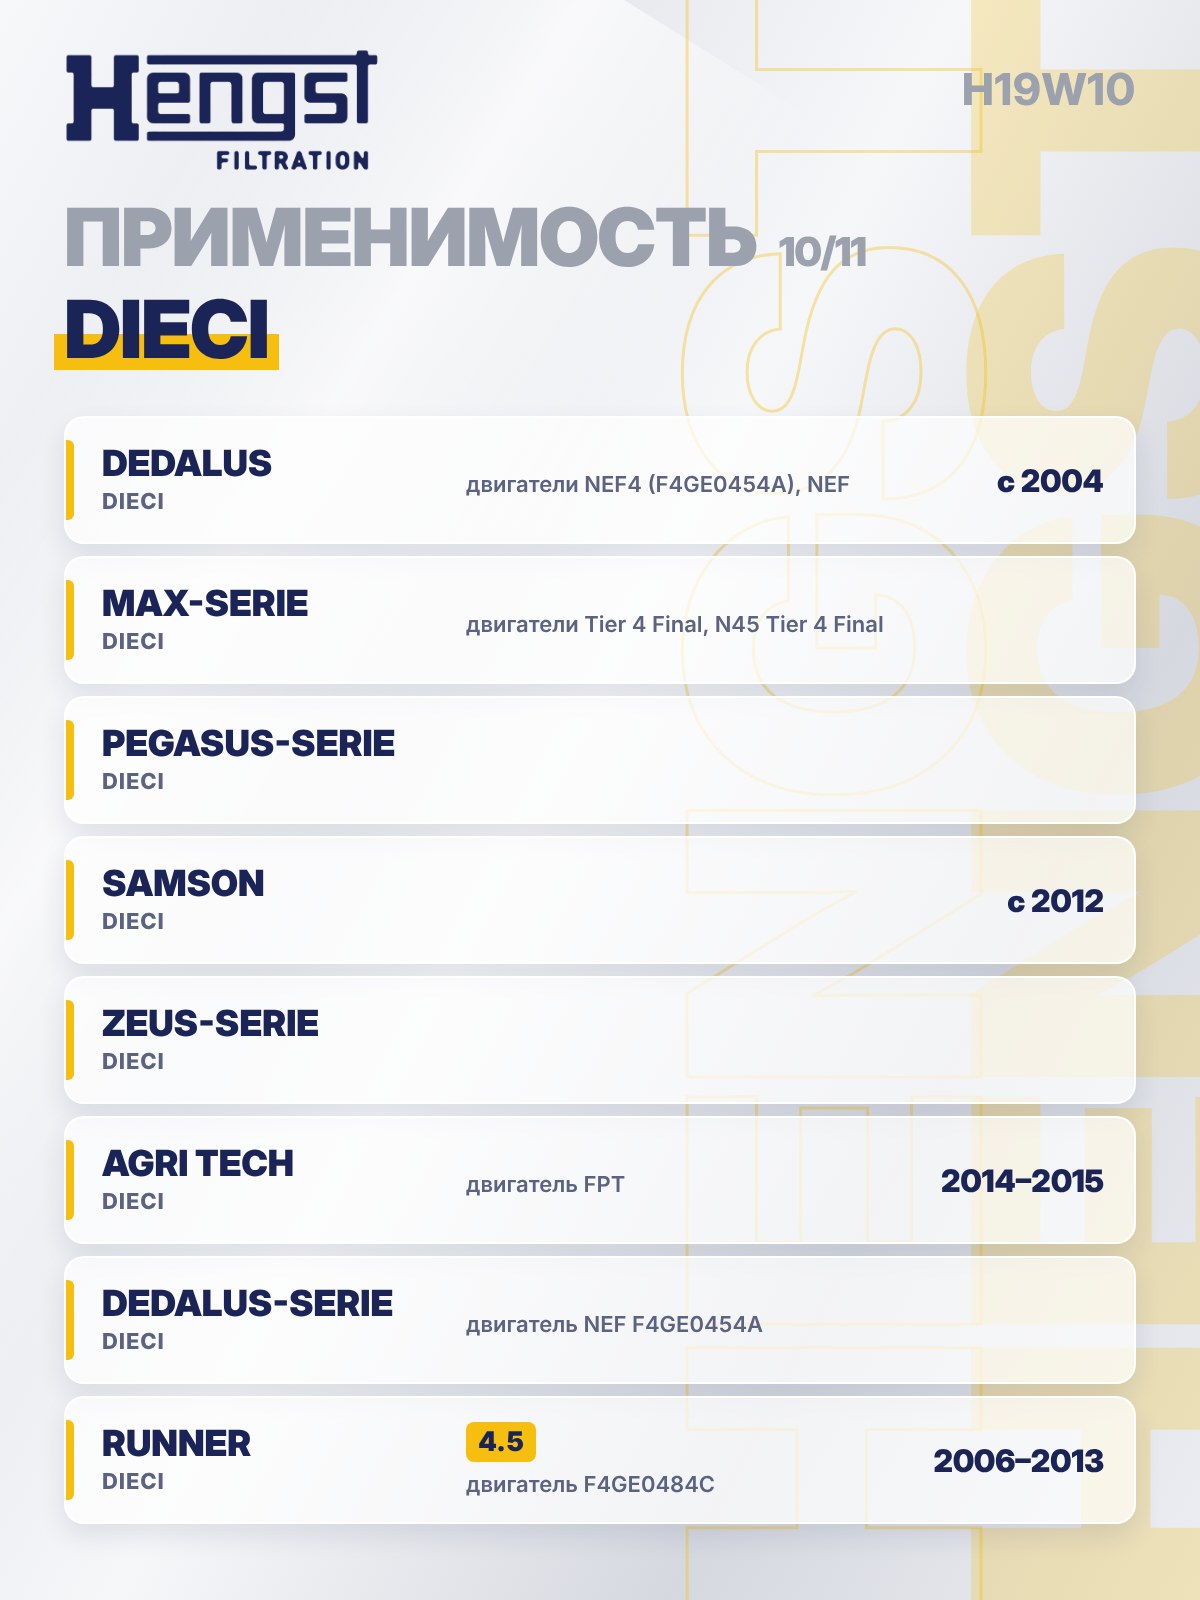 Hengst
FILTRATION
H19W10
ПРИМЕНИМОСТЬ 10/11
DIECI
DEDALUS
DIECI
двигатели NEF4 (F4GE0454A), NEF
с 2004
MAX-SERIE
DIECI
двигатели Tier 4 Final, N45 Tier 4 Final
PEGASUS-SERIE
DIECI
SAMSON
DIECI
с 2012
ZEUS-SERIE
DIECI
AGRI TECH
DIECI
двигатель FPT
2014–2015
DEDALUS-SERIE
DIECI
двигатель NEF F4GE0454A
RUNNER
DIECI
4.5
двигатель F4GE0484C
2006–2013
HENGST
HENGST